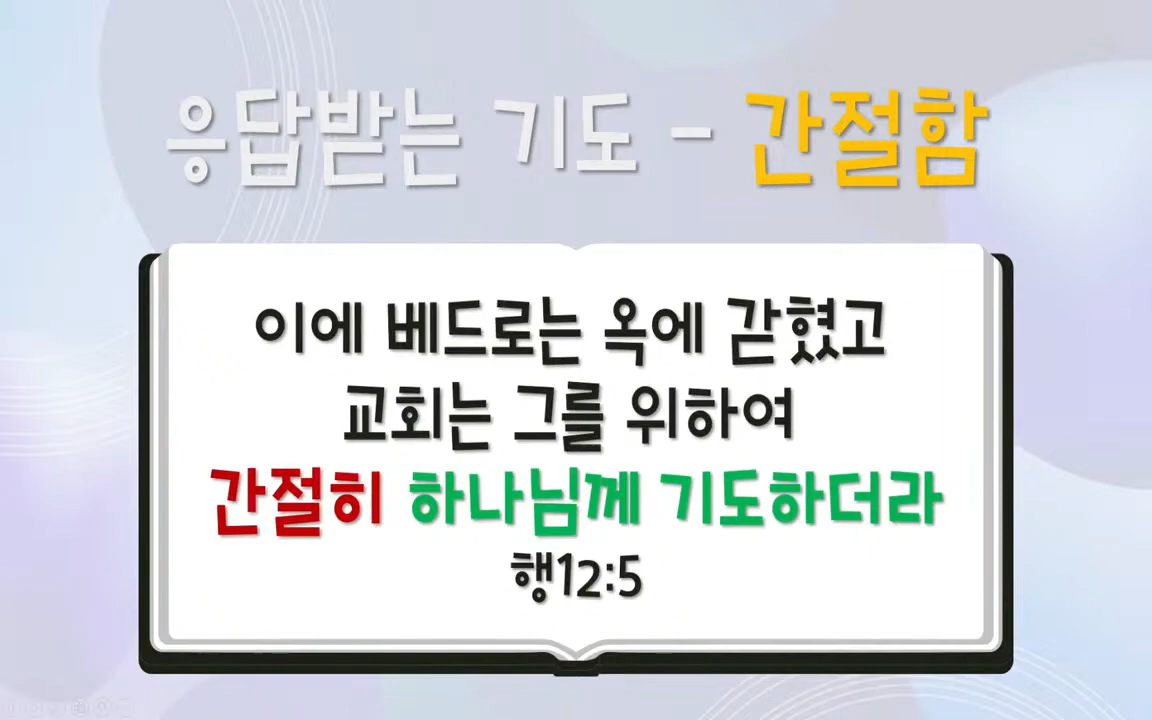 응답받는 기도 - 간절함
이에 베드로는 옥에 갇혔고
교회는 그를 위하여
간절히 하나님께 기도하더라
행12:5